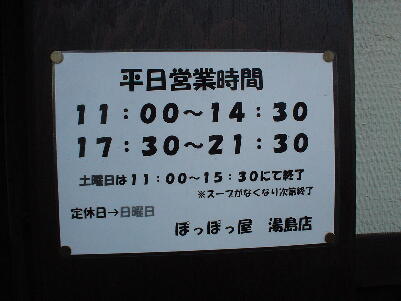 平日営業時間
11：00～14：30
17：30～21：30
土曜日は11：00～15：30にて終了
※スープがなくなり次第終了
定休日→日曜日
ぽっぽっ屋　湯島店